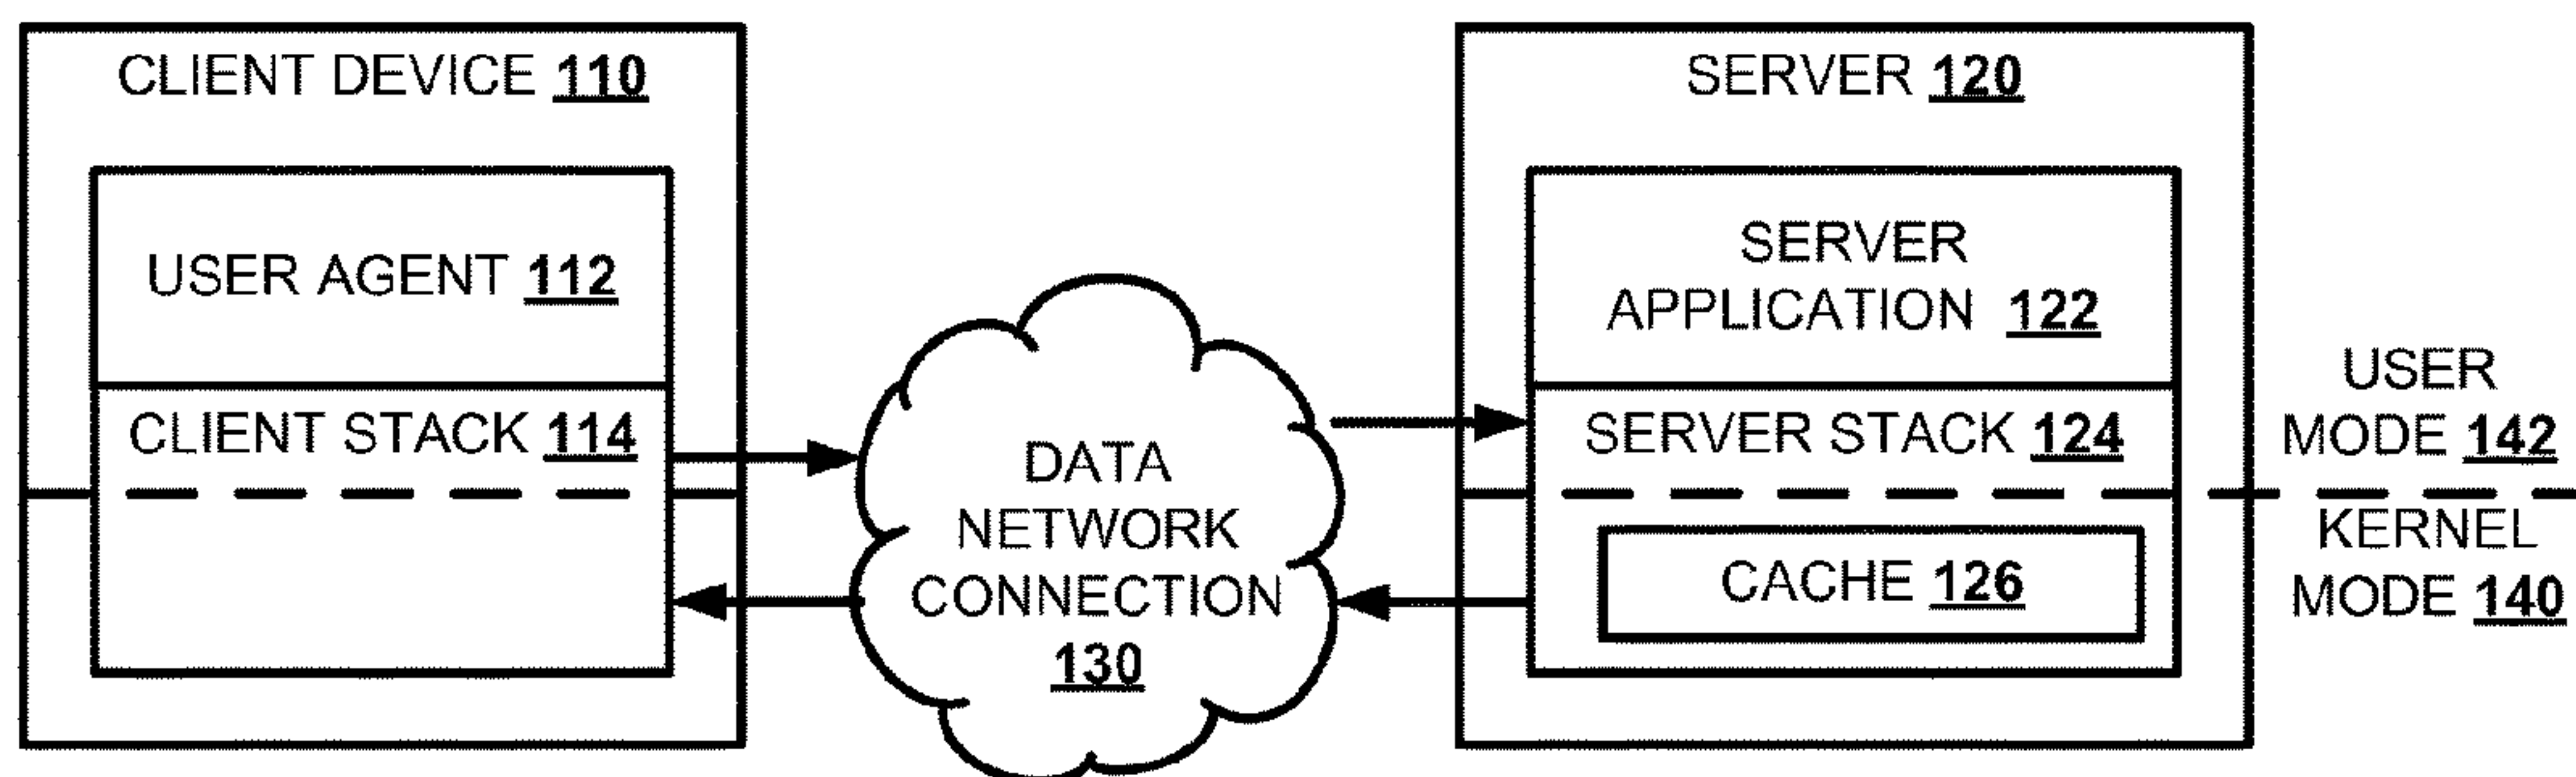 CLIENT DEVICE 110
USER AGENT 112
CLIENT STACK 114
DATA
NETWORK
CONNECTION
130
SERVER 120
SERVER
APPLICATION 122
SERVER STACK 124
CACHE 126
USER
MODE 142
KERNEL
MODE 140